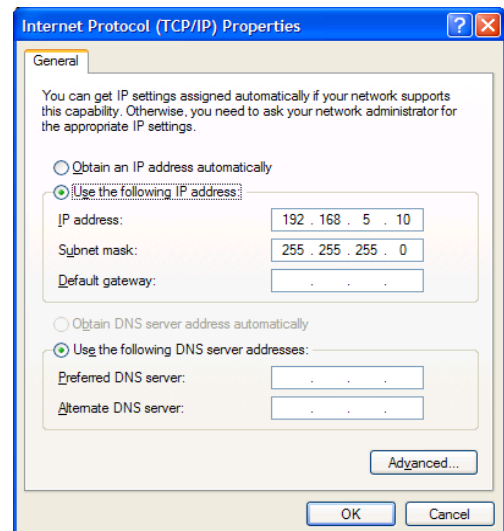 Internet Protocol (TCP/IP) Properties
General
You can get IP settings assigned automatically if your network supports
this capability. Otherwise, you need to ask your network administrator for
the appropriate IP settings.
Obtain an IP address automatically
Use the following IP address:
IP address: 192 . 168 . 5 . 10
Subnet mask: 255 . 255 . 255 . 0
Default gateway: . . .
Obtain DNS server address automatically
Use the following DNS server addresses:
Preferred DNS server: . . .
Alternate DNS server: . . .
Advanced...
OK Cancel